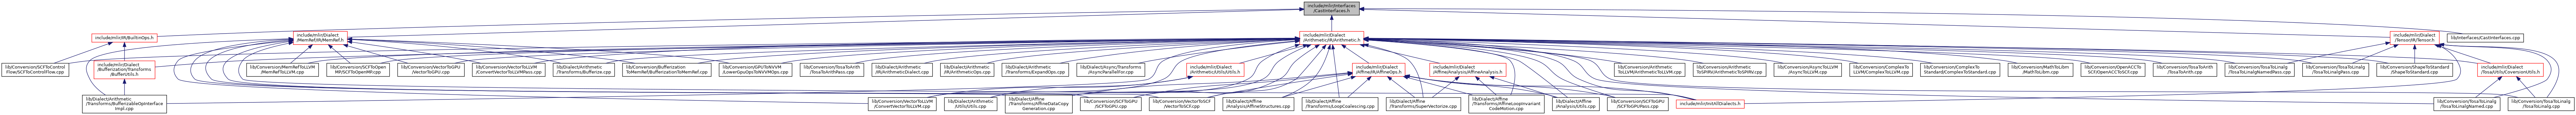 include/mlir/Interfaces
/CastInterfaces.h
include/mlir/IR/BuiltinOps.h
include/mlir/Dialect
/MemRef/IR/MemRef.h
include/mlir/Dialect
/Arithmetic/IR/Arithmetic.h
include/mlir/Dialect
/Tensor/IR/Tensor.h
lib/Interfaces/CastInterfaces.cpp
lib/Conversion/SCFToControl
Flow/SCFToControlFlow.cpp
include/mlir/Dialect
/Bufferization/Transforms
/BufferUtils.h
lib/Conversion/MemRefToLLVM
/MemRefToLLVM.cpp
lib/Conversion/SCFToOpen
MP/SCFToOpenMP.cpp
lib/Conversion/VectorToGPU
/VectorToGPU.cpp
lib/Conversion/VectorToLLVM
/ConvertVectorToLLVMPass.cpp
lib/Dialect/Arithmetic
/Transforms/Bufferize.cpp
lib/Conversion/Bufferization
ToMemRef/BufferizationToMemRef.cpp
lib/Conversion/GPUToNVVM
/LowerGpuOpsToNVVMOps.cpp
lib/Conversion/TosaToArith
/TosaToArithPass.cpp
lib/Dialect/Arithmetic
/IR/ArithmeticDialect.cpp
lib/Dialect/Arithmetic
/IR/ArithmeticOps.cpp
lib/Dialect/Arithmetic
/Transforms/ExpandOps.cpp
lib/Dialect/Async/Transforms
/AsyncParallelFor.cpp
include/mlir/Dialect
/Arithmetic/Utils/Utils.h
include/mlir/Dialect
/Affine/IR/AffineOps.h
include/mlir/Dialect
/Affine/Analysis/AffineAnalysis.h
lib/Conversion/Arithmetic
ToLLVM/ArithmeticToLLVM.cpp
lib/Conversion/Arithmetic
ToSPIRV/ArithmeticToSPIRV.cpp
lib/Conversion/AsyncToLLVM
/AsyncToLLVM.cpp
lib/Conversion/ComplexTo
LLVM/ComplexToLLVM.cpp
lib/Conversion/ComplexTo
Standard/ComplexToStandard.cpp
lib/Conversion/MathToLibm
/MathToLibm.cpp
lib/Conversion/OpenACCTo
SCF/OpenACCToSCF.cpp
lib/Conversion/TosaToArith
/TosaToArith.cpp
lib/Conversion/TosaToLinalg
/TosaToLinalgNamedPass.cpp
lib/Conversion/TosaToLinalg
/TosaToLinalgPass.cpp
lib/Conversion/ShapeToStandard
/ShapeToStandard.cpp
include/mlir/Dialect
/Tosa/Utils/CoversionUtils.h
lib/Dialect/Arithmetic
/Transforms/BufferizableOpInterface
Impl.cpp
lib/Conversion/VectorToLLVM
/ConvertVectorToLLVM.cpp
lib/Dialect/Arithmetic
/Utils/Utils.cpp
lib/Dialect/Affine
/Transforms/AffineDataCopy
Generation.cpp
lib/Conversion/SCFToGPU
/SCFToGPU.cpp
lib/Conversion/VectorToSCF
/VectorToSCF.cpp
lib/Dialect/Affine
/Analysis/AffineStructures.cpp
lib/Dialect/Affine
/Transforms/LoopCoalescing.cpp
lib/Dialect/Affine
/Transforms/SuperVectorize.cpp
lib/Dialect/Affine
/Transforms/AffineLoopInvariant
CodeMotion.cpp
lib/Dialect/Affine
/Analysis/Utils.cpp
lib/Conversion/SCFToGPU
/SCFToGPUPass.cpp
include/mlir/InitAllDialects.h
lib/Conversion/TosaToLinalg
/TosaToLinalgNamed.cpp
lib/Conversion/TosaToLinalg
/TosaToLinalg.cpp